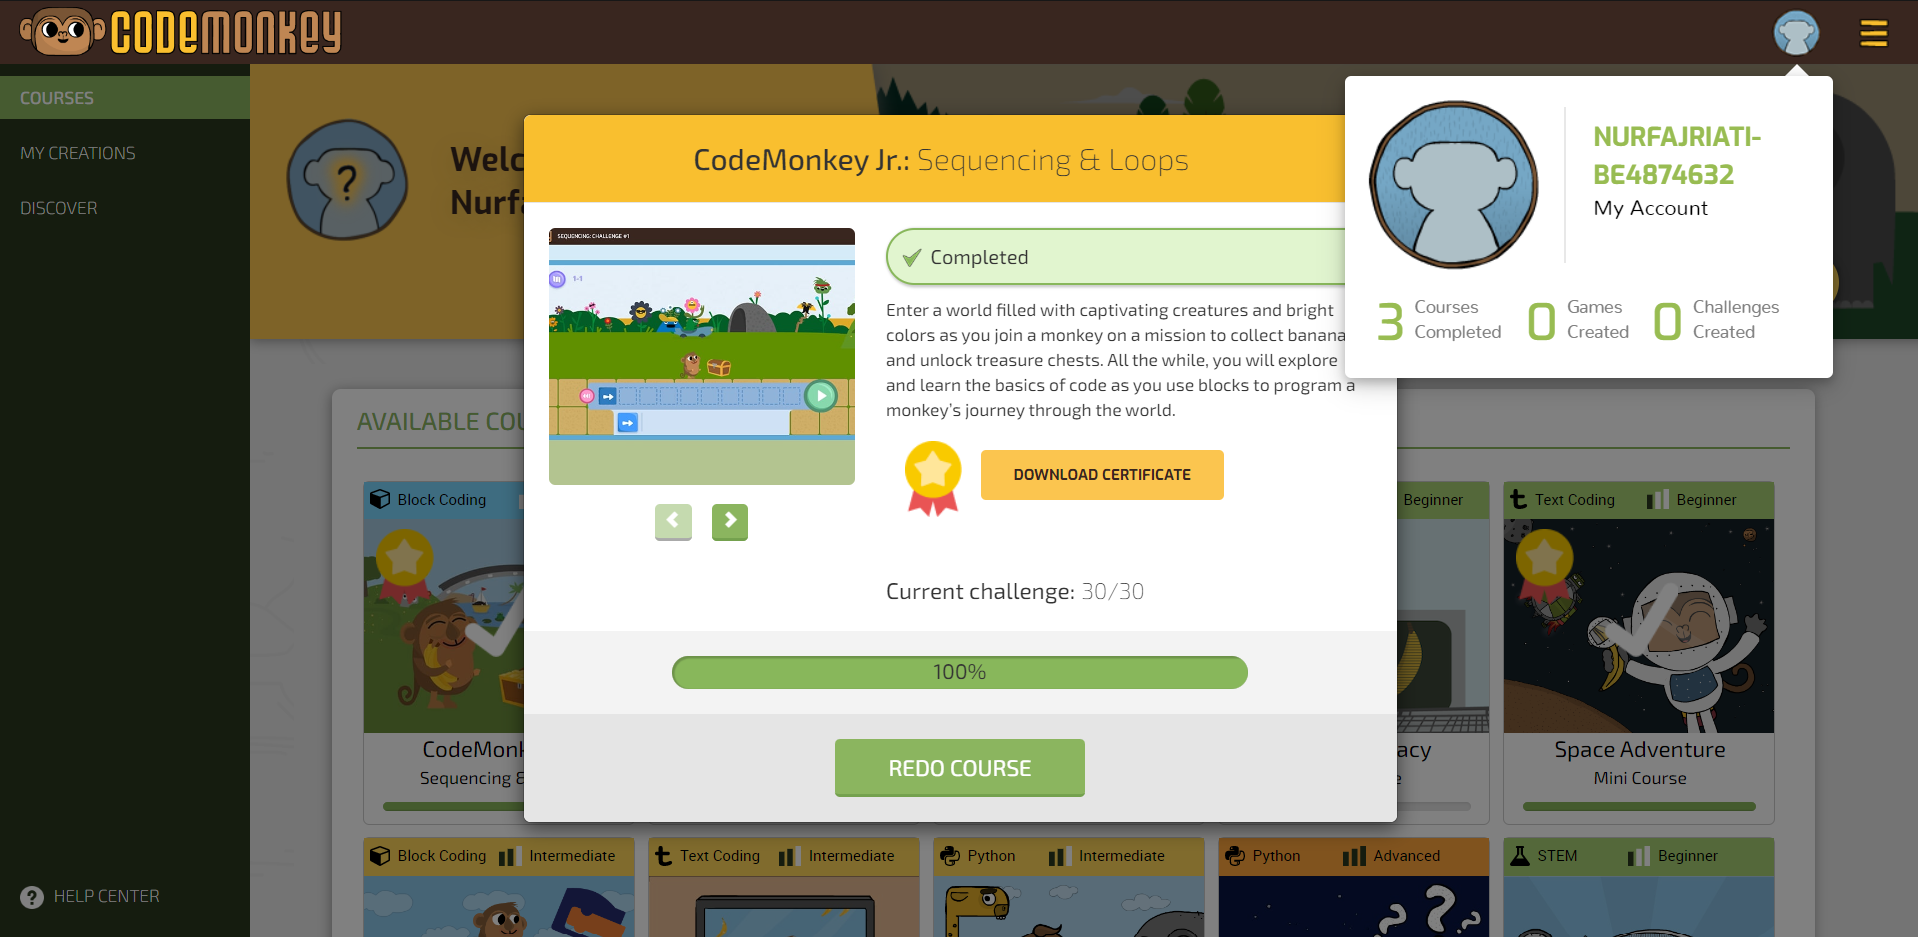 CODEMONKEY
COURSES
MY CREATIONS
DISCOVER
HELP CENTER
NURFAJRIATI-
BE4874632
My Account
3 Courses Completed
0 Games Created
0 Challenges Created
CodeMonkey Jr.: Sequencing & Loops
SEQUENCING: CHALLENGE #1
1-1
Completed
Enter a world filled with captivating creatures and bright
colors as you join a monkey on a mission to collect banana
and unlock treasure chests. All the while, you will explore
and learn the basics of code as you use blocks to program a
monkey's journey through the world.
DOWNLOAD CERTIFICATE
Current challenge: 30/30
100%
REDO COURSE
Welc
Nurfa
AVAILABLE COU
Block Coding
Beginner
Text Coding Beginner
CodeMonk
Sequencing &
acy
Space Adventure
Mini Course
Block Coding Intermediate
Text Coding Intermediate
Python Intermediate
Python Advanced
STEM Beginner